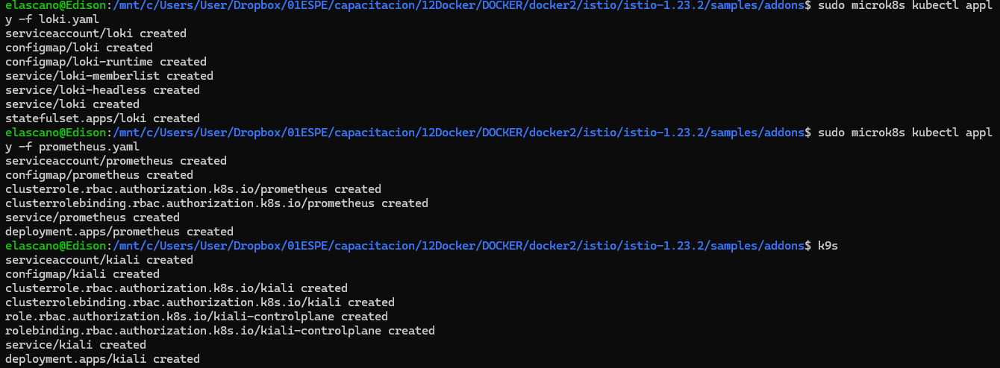 elascano@Edison:/mnt/c/Users/User/Dropbox/01ESPE/capacitacion/12Docker/DOCKER/docker2/istio/istio-1.23.2/samples/addons$ sudo microk8s kubectl appl
y -f loki.yaml
serviceaccount/loki created
configmap/loki created
configmap/loki-runtime created
service/loki-memberlist created
service/loki-headless created
service/loki created
statefulset.apps/loki created
elascano@Edison:/mnt/c/Users/User/Dropbox/01ESPE/capacitacion/12Docker/DOCKER/docker2/istio/istio-1.23.2/samples/addons$ sudo microk8s kubectl appl
y -f prometheus.yaml
serviceaccount/prometheus created
configmap/prometheus created
clusterrole.rbac.authorization.k8s.io/prometheus created
clusterrolebinding.rbac.authorization.k8s.io/prometheus created
service/prometheus created
deployment.apps/prometheus created
elascano@Edison:/mnt/c/Users/User/Dropbox/01ESPE/capacitacion/12Docker/DOCKER/docker2/istio/istio-1.23.2/samples/addons$ k9s
serviceaccount/kiali created
configmap/kiali created
clusterrole.rbac.authorization.k8s.io/kiali created
clusterrolebinding.rbac.authorization.k8s.io/kiali created
role.rbac.authorization.k8s.io/kiali-controlplane created
rolebinding.rbac.authorization.k8s.io/kiali-controlplane created
service/kiali created
deployment.apps/kiali created